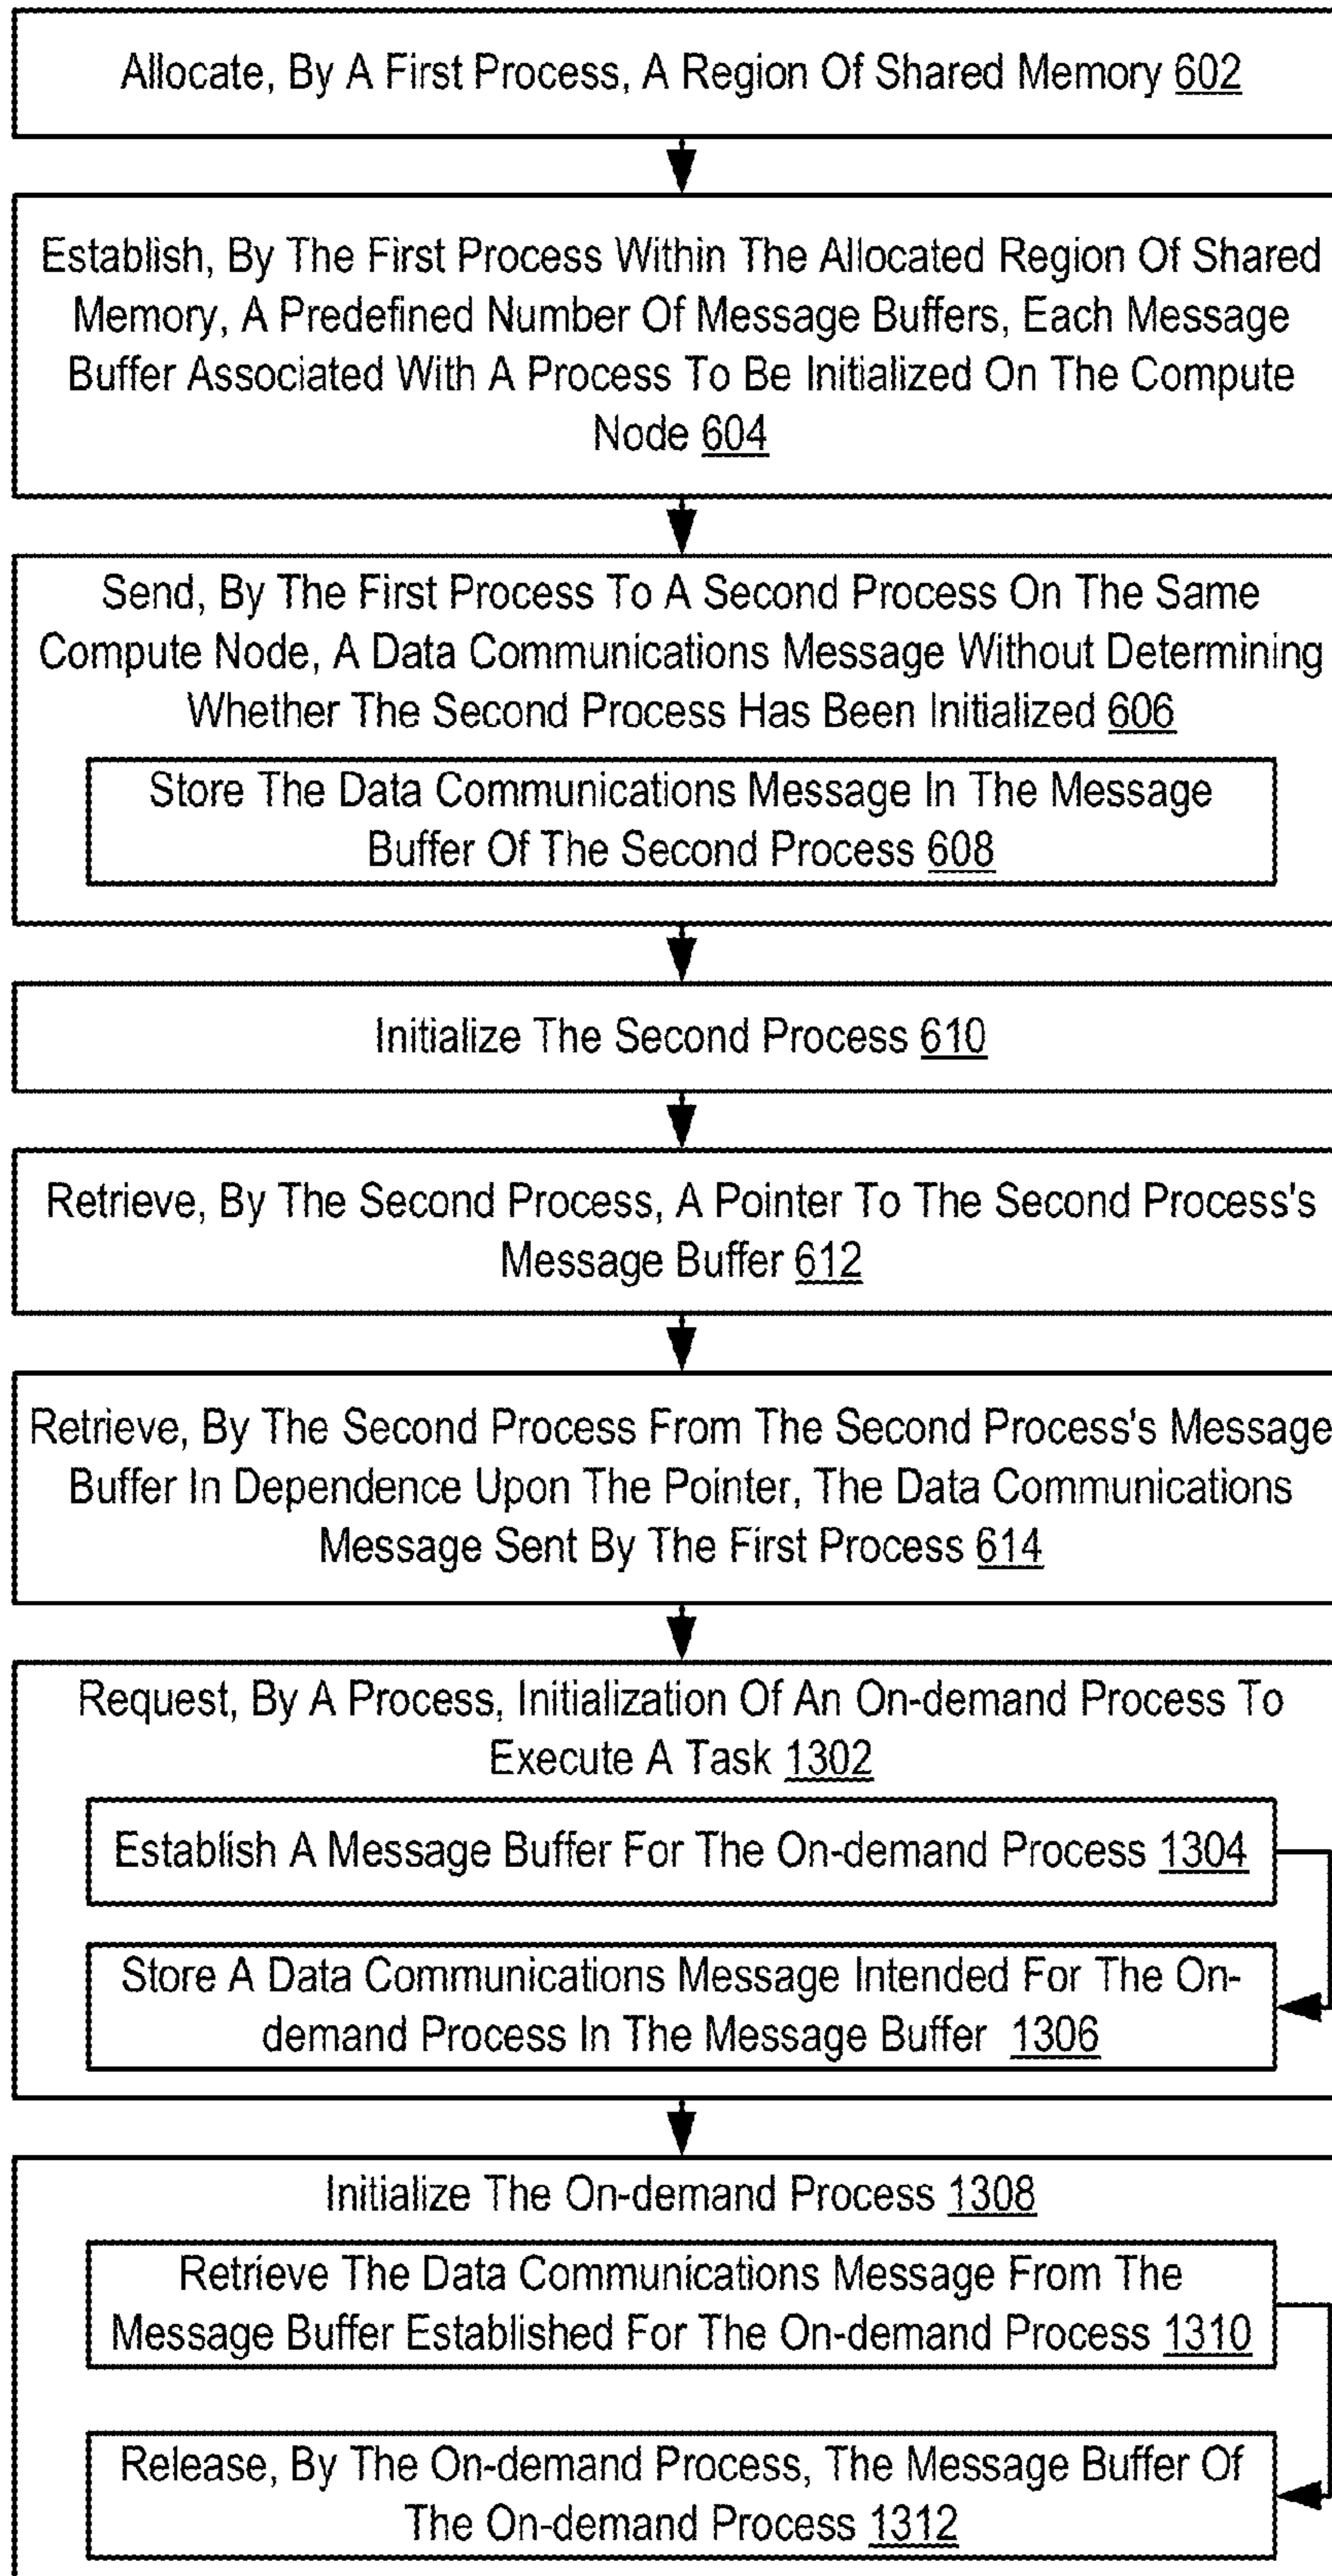 Allocate, By A First Process, A Region Of Shared Memory 602
Establish, By The First Process Within The Allocated Region Of Shared
Memory, A Predefined Number Of Message Buffers, Each Message
Buffer Associated With A Process To Be Initialized On The Compute
Node 604
Send, By The First Process To A Second Process On The Same
Compute Node, A Data Communications Message Without Determining
Whether The Second Process Has Been Initialized 606
Store The Data Communications Message In The Message
Buffer Of The Second Process 608
Initialize The Second Process 610
Retrieve, By The Second Process, A Pointer To The Second Process's
Message Buffer 612
Retrieve, By The Second Process From The Second Process's Message
Buffer In Dependence Upon The Pointer, The Data Communications
Message Sent By The First Process 614
Request, By A Process, Initialization Of An On-demand Process To
Execute A Task 1302
Establish A Message Buffer For The On-demand Process 1304
Store A Data Communications Message Intended For The On-
demand Process In The Message Buffer 1306
Initialize The On-demand Process 1308
Retrieve The Data Communications Message From The
Message Buffer Established For The On-demand Process 1310
Release, By The On-demand Process, The Message Buffer Of
The On-demand Process 1312